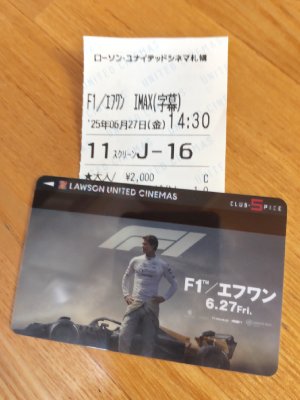 ローソン・ユナイテッドシネマ札幌
F1/エフワン IMAX(字幕)
'25年06月27日(金) 14:30
11 スクリーン J-16
★大人/ ¥2,000 C
LAWSON UNITED CINEMAS
CLUB-SPICE
F1
F1™/エフワン
6.27 Fri.